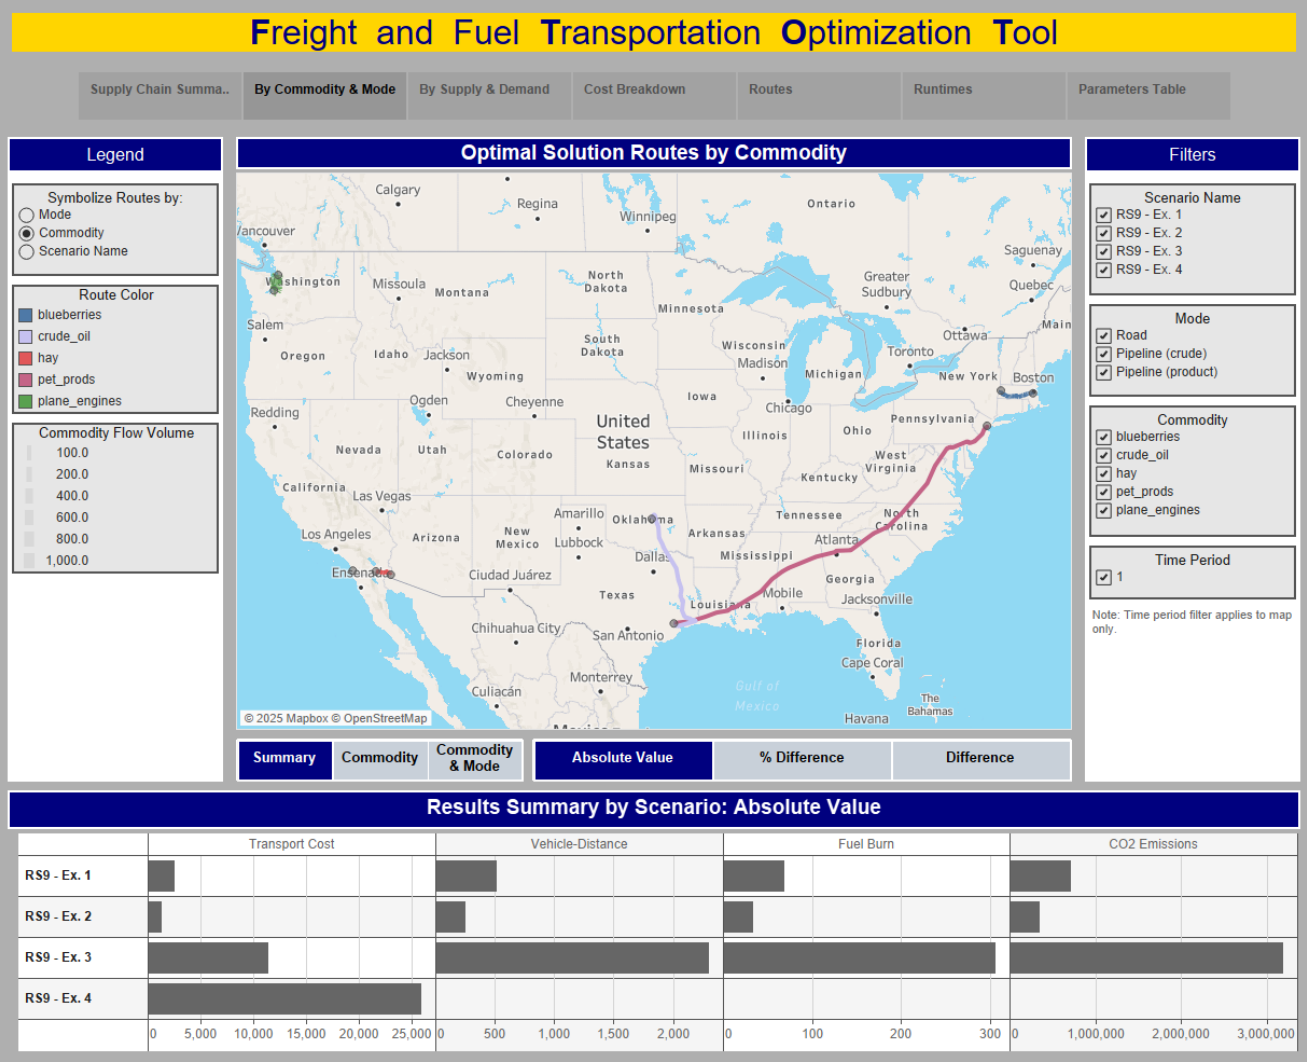 Freight and Fuel Transportation Optimization Tool
Supply Chain Summa..
By Commodity & Mode
By Supply & Demand
Cost Breakdown
Routes
Runtimes
Parameters Table
Legend
Symbolize Routes by:
Mode
Commodity
Scenario Name
Route Color
blueberries
crude_oil
hay
pet_prods
plane_engines
Commodity Flow Volume
100.0
200.0
400.0
600.0
800.0
1,000.0
Optimal Solution Routes by Commodity
Calgary
Regina
Winnipeg
Ontario
Vancouver
Saguenay
Washington
Missoula
Montana
North
Dakota
Greater
Sudbury
Quebec
Minnesota
Salem
Ottawa
Main
Oregon
Idaho
Jackson
South
Dakota
Wisconsin
Madison
Toronto
Wyoming
Michigan
New York
Boston
Redding
Ogden
Cheyenne
Iowa
Chicago
Pennsylvania
United
States
Illinois
Ohio
Nevada
Utah
Colorado
Kansas
Missouri
West
Virginia
Kentucky
California
Las Vegas
Los Angeles
Arizona
New
Mexico
Amarillo
Lubbock
Oklahoma
Arkansas
Tennessee
North
Carolina
Atlanta
Dallas
Mississippi
Ensenada
Ciudad Juárez
Texas
Louisiana
Mobile
Georgia
Jacksonville
Chihuahua City
San Antonio
Florida
Cape Coral
Monterrey
Culiacán
Gulf of
Mexico
The
Bahamas
Havana
Mexico
© 2025 Mapbox © OpenStreetMap
Summary
Commodity
Commodity
& Mode
Absolute Value
% Difference
Difference
Filters
Scenario Name
RS9 - Ex. 1
RS9 - Ex. 2
RS9 - Ex. 3
RS9 - Ex. 4
Mode
Road
Pipeline (crude)
Pipeline (product)
Commodity
blueberries
crude_oil
hay
pet_prods
plane_engines
Time Period
1
Note: Time period filter applies to map
only.
Results Summary by Scenario: Absolute Value
Transport Cost
Vehicle-Distance
Fuel Burn
CO2 Emissions
RS9 - Ex. 1
RS9 - Ex. 2
RS9 - Ex. 3
RS9 - Ex. 4
0 5,000 10,000 15,000 20,000 25,000
0 500 1,000 1,500 2,000
0 100 200 300
0 1,000,000 2,000,000 3,000,000